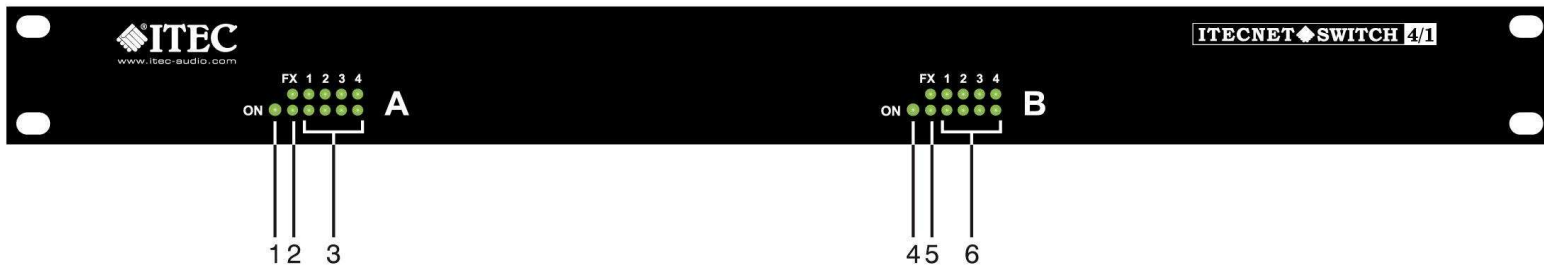 ®ITEC
www.itec-audio.com
ITECNET SWITCH 4/1
FX 1 2 3 4
ON A
FX 1 2 3 4
ON B
1 2 3
4 5 6